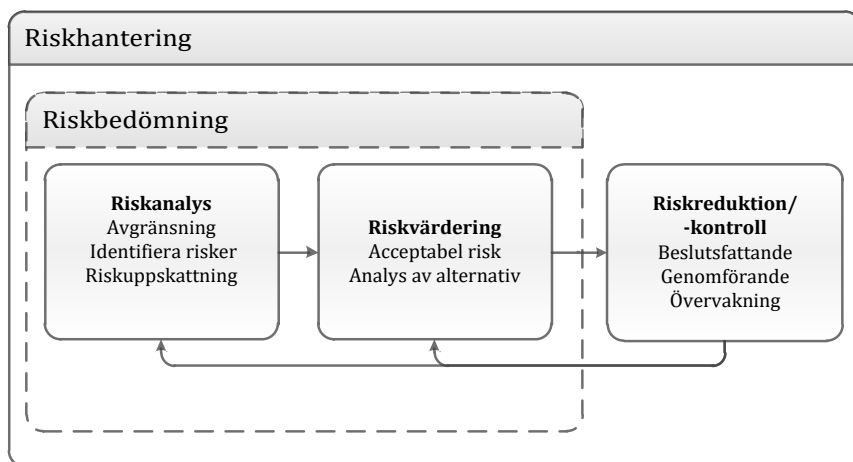 Riskhantering
Riskbedömning
Riskanalys
Avgränsning
Identifiera risker
Riskuppskattning
Riskvärdering
Acceptabel risk
Analys av alternativ
Riskreduktion/
-kontroll
Beslutsfattande
Genomförande
Övervakning